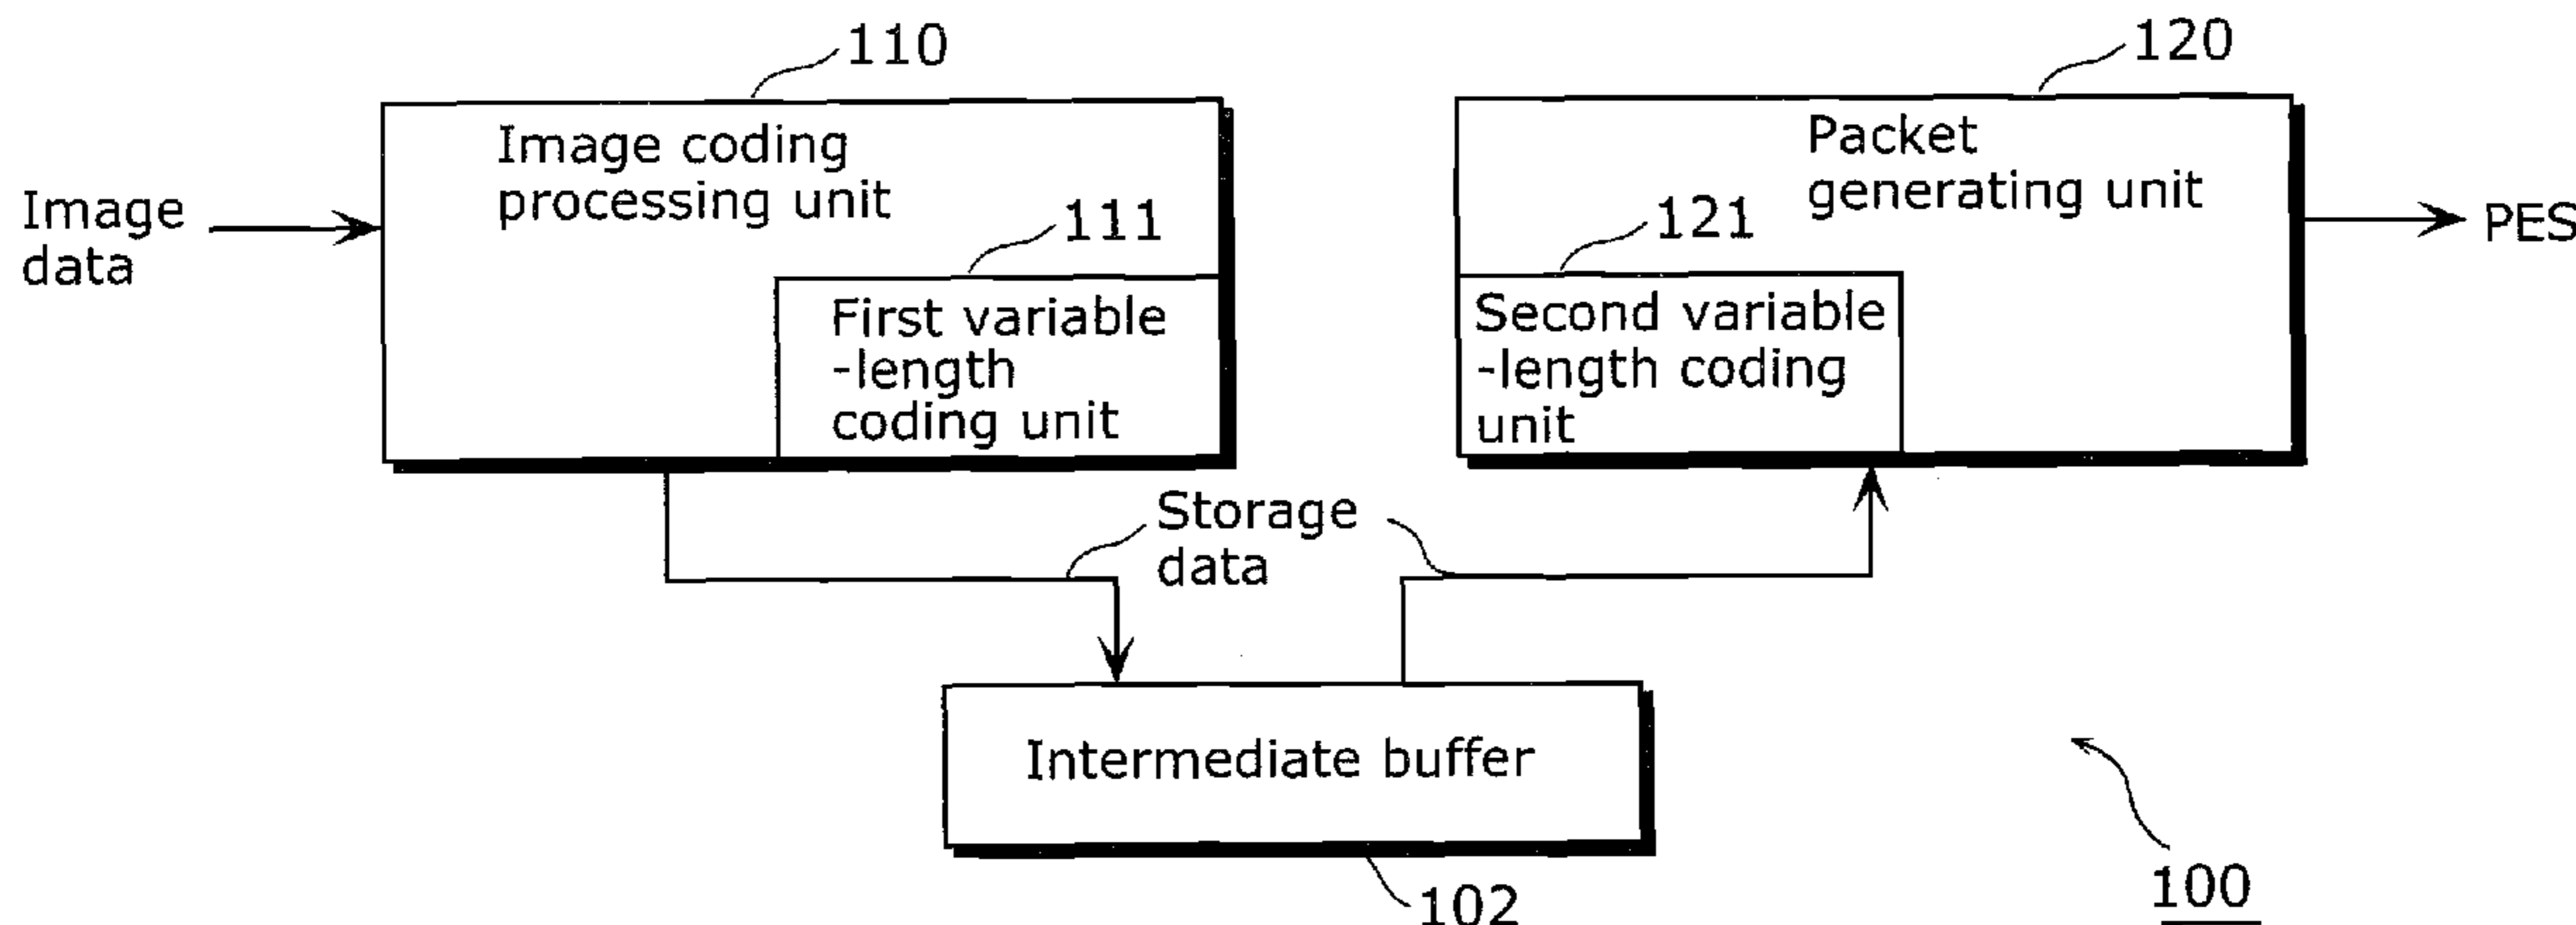 110
120
Image coding
processing unit
Packet
generating unit
Image
data
111
121
PES
First variable
-length
coding unit
Second variable
-length coding
unit
Storage
data
Intermediate buffer
102
100